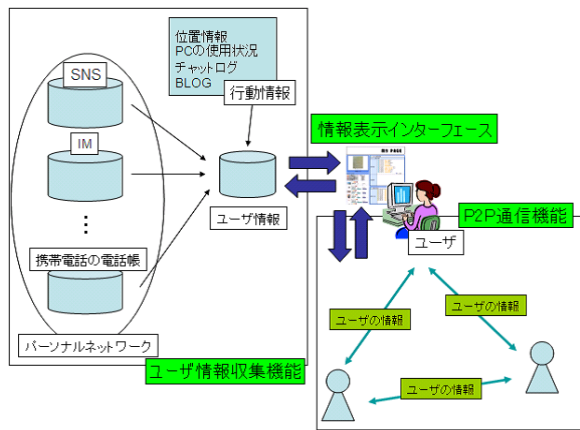 位置情報
PCの使用状況
チャットログ
BLOG
行動情報
SNS
IM
⋮
携帯電話の電話帳
パーソナルネットワーク
ユーザ情報
ユーザ情報収集機能
情報表示インターフェース
MY PAGE
P2P通信機能
ユーザ
ユーザの情報
ユーザの情報
ユーザの情報